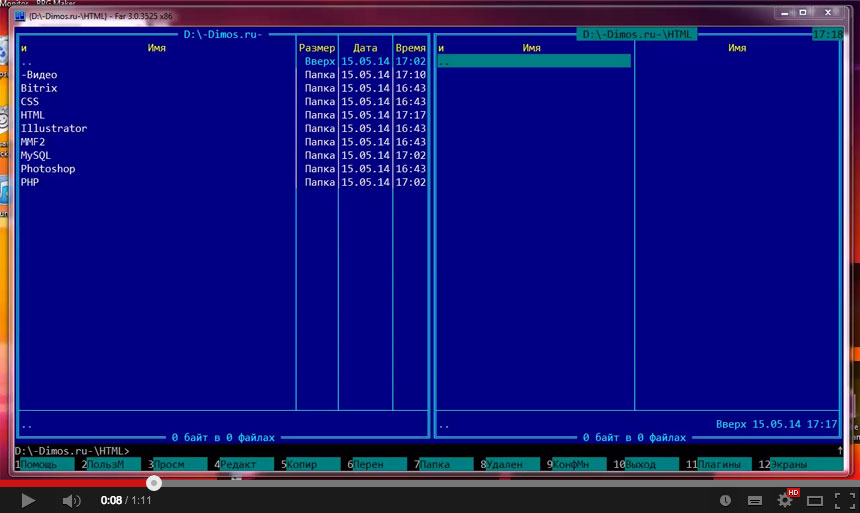 {D:\-Dimos.ru-\HTML} - Far 3.0.3525 x86
D:\-Dimos.ru-
D:\-Dimos.ru-\HTML
17:18
и Имя Размер Дата Время
.. Вверх 15.05.14 17:02
-Видео Папка 15.05.14 17:10
Bitrix Папка 15.05.14 16:43
CSS Папка 15.05.14 16:43
HTML Папка 15.05.14 17:17
Illustrator Папка 15.05.14 16:43
MMF2 Папка 15.05.14 16:43
MySQL Папка 15.05.14 17:02
Photoshop Папка 15.05.14 16:43
PHP Папка 15.05.14 17:02
..
0 байт в 0 файлах
и Имя Имя
..
.. Вверх 15.05.14 17:17
0 байт в 0 файлах
D:\-Dimos.ru-\HTML>
1Помощь 2ПользМ 3Просм 4Редакт 5Копир 6Перен 7Папка 8Удален 9КонфМн 10Выход 11Плагины 12Экраны
0:08 / 1:11
HD